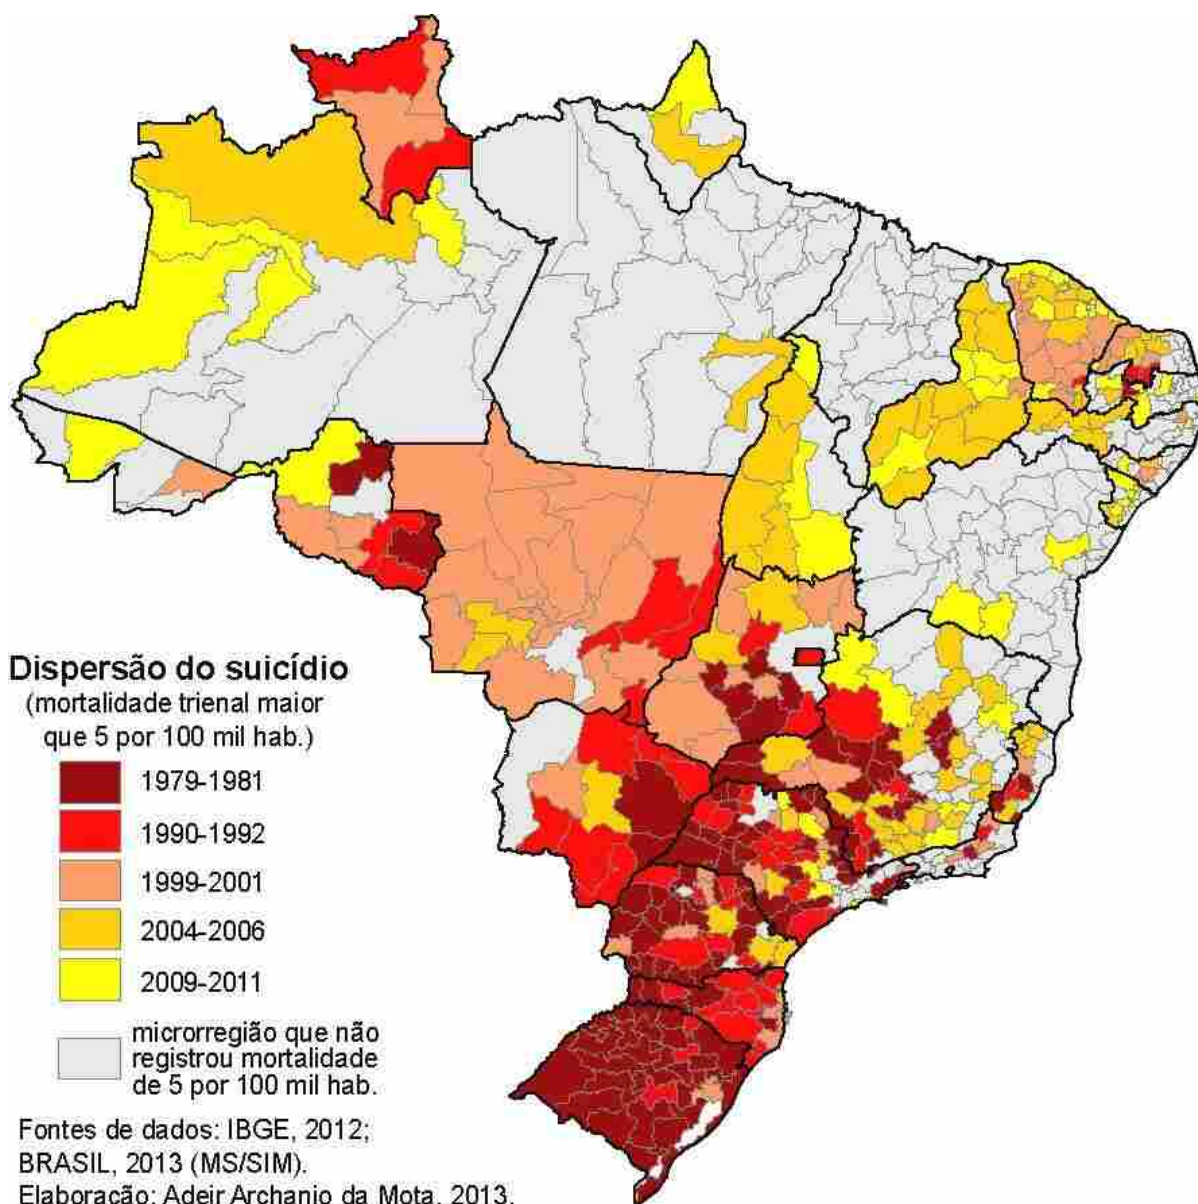 Dispersão do suicídio
(mortalidade trienal maior
que 5 por 100 mil hab.)
1979-1981
1990-1992
1999-2001
2004-2006
2009-2011
microrregião que não
registrou mortalidade
de 5 por 100 mil hab.
Fontes de dados: IBGE, 2012;
BRASIL, 2013 (MS/SIM).
Elaboração: Adeir Archanjo da Mota, 2013.